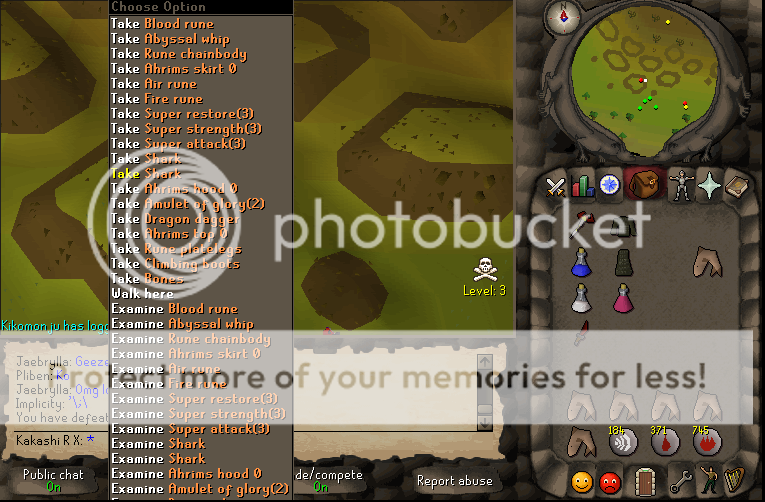 Choose Option
Take Blood rune
Take Abyssal whip
Take Rune chainbody
Take Ahrims skirt 0
Take Air rune
Take Fire rune
Take Super restore(3)
Take Super strength(3)
Take Super attack(3)
Take Shark
Take Shark
Take Ahrims hood 0
Take Amulet of glory(2)
Take Dragon dagger
Take Ahrims top 0
Take Rune platelegs
Take Climbing boots
Take Bones
Walk here
Examine Blood rune
Examine Abyssal whip
Examine Rune chainbody
Examine Ahrims skirt 0
Examine Air rune
Examine Fire rune
Examine Super restore(3)
Examine Super strength(3)
Examine Super attack(3)
Examine Shark
Examine Shark
Examine Ahrims hood 0
Examine Amulet of glory(2)
photobucket
Level: 3
Kikomon ju has logg
more of your memories for less!
Jaebrylla: Geeze
Pliben:
Jaebrylla: Omg
Implicity: '\;/\
You have defeat
Kakashi R X: *
184 371 745
Public chat
On
de/compete
On
Report abuse